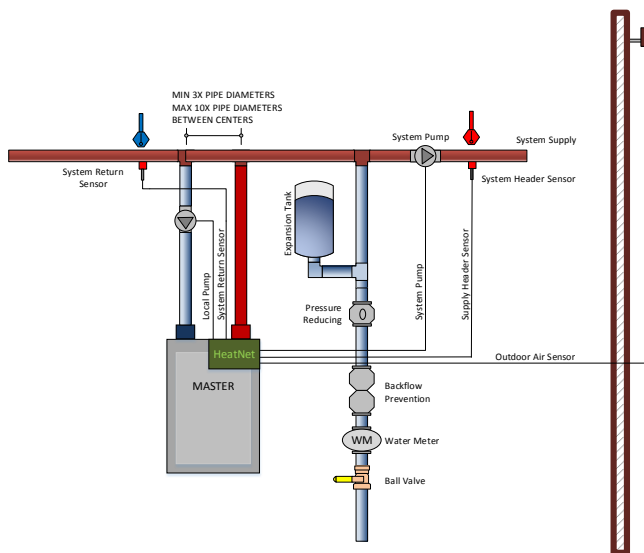 MIN 3X PIPE DIAMETERS
MAX 10X PIPE DIAMETERS
BETWEEN CENTERS
System Pump
System Supply
System Return
Sensor
System Header Sensor
Expansion Tank
Local Pump
System Return Sensor
System Pump
Supply Header Sensor
Pressure
Reducing
HeatNet
Outdoor Air Sensor
MASTER
Backflow
Prevention
WM
Water Meter
Ball Valve